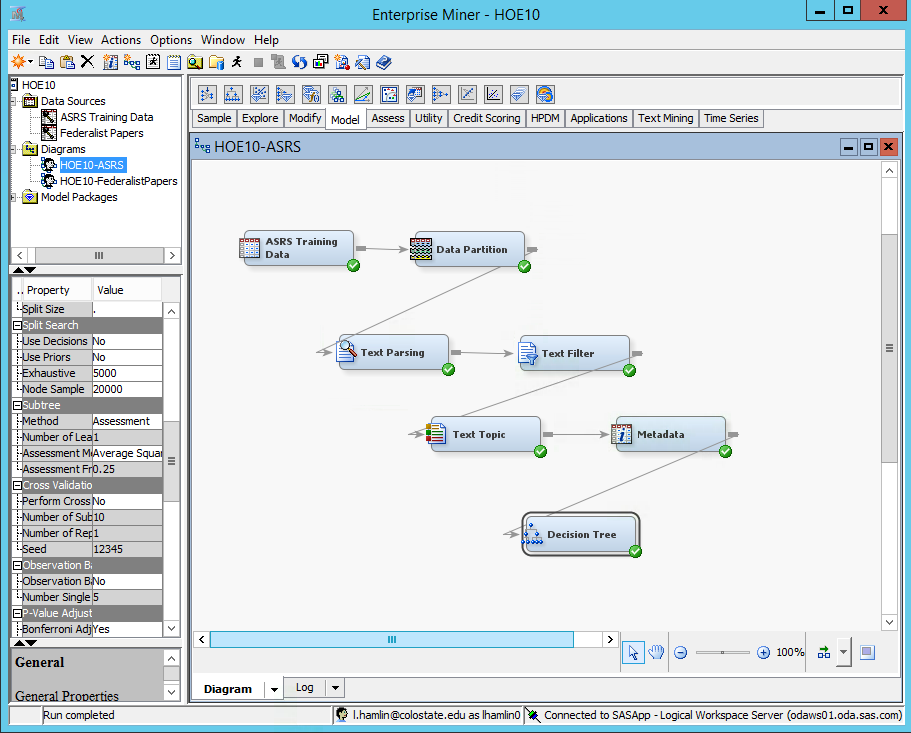 Enterprise Miner - HOE10
File Edit View Actions Options Window Help
HOE10
Data Sources
ASRS Training Data
Federalist Papers
Diagrams
HOE10-ASRS
HOE10-FederalistPapers
Model Packages
Sample Explore Modify Model Assess Utility Credit Scoring HPDM Applications Text Mining Time Series
HOE10-ASRS
ASRS Training
Data
Data Partition
Text Parsing
Text Filter
Text Topic
Metadata
Decision Tree
.. Property Value
Split Size .
Split Search
Use Decisions No
Use Priors No
Exhaustive 5000
Node Sample 20000
Subtree
Method Assessment
Number of Lea 1
Assessment Me Average Squar
Assessment Fr 0.25
Cross Validatio
Perform Cross No
Number of Sub 10
Number of Rep 1
Seed 12345
Observation Ba
Observation Ba No
Number Single 5
P-Value Adjust
Bonferroni Adj Yes
General
General Properties
100%
Diagram Log
Run completed
l.hamlin@colostate.edu as lhamlin0
Connected to SASApp - Logical Workspace Server (odaws01.oda.sas.com)